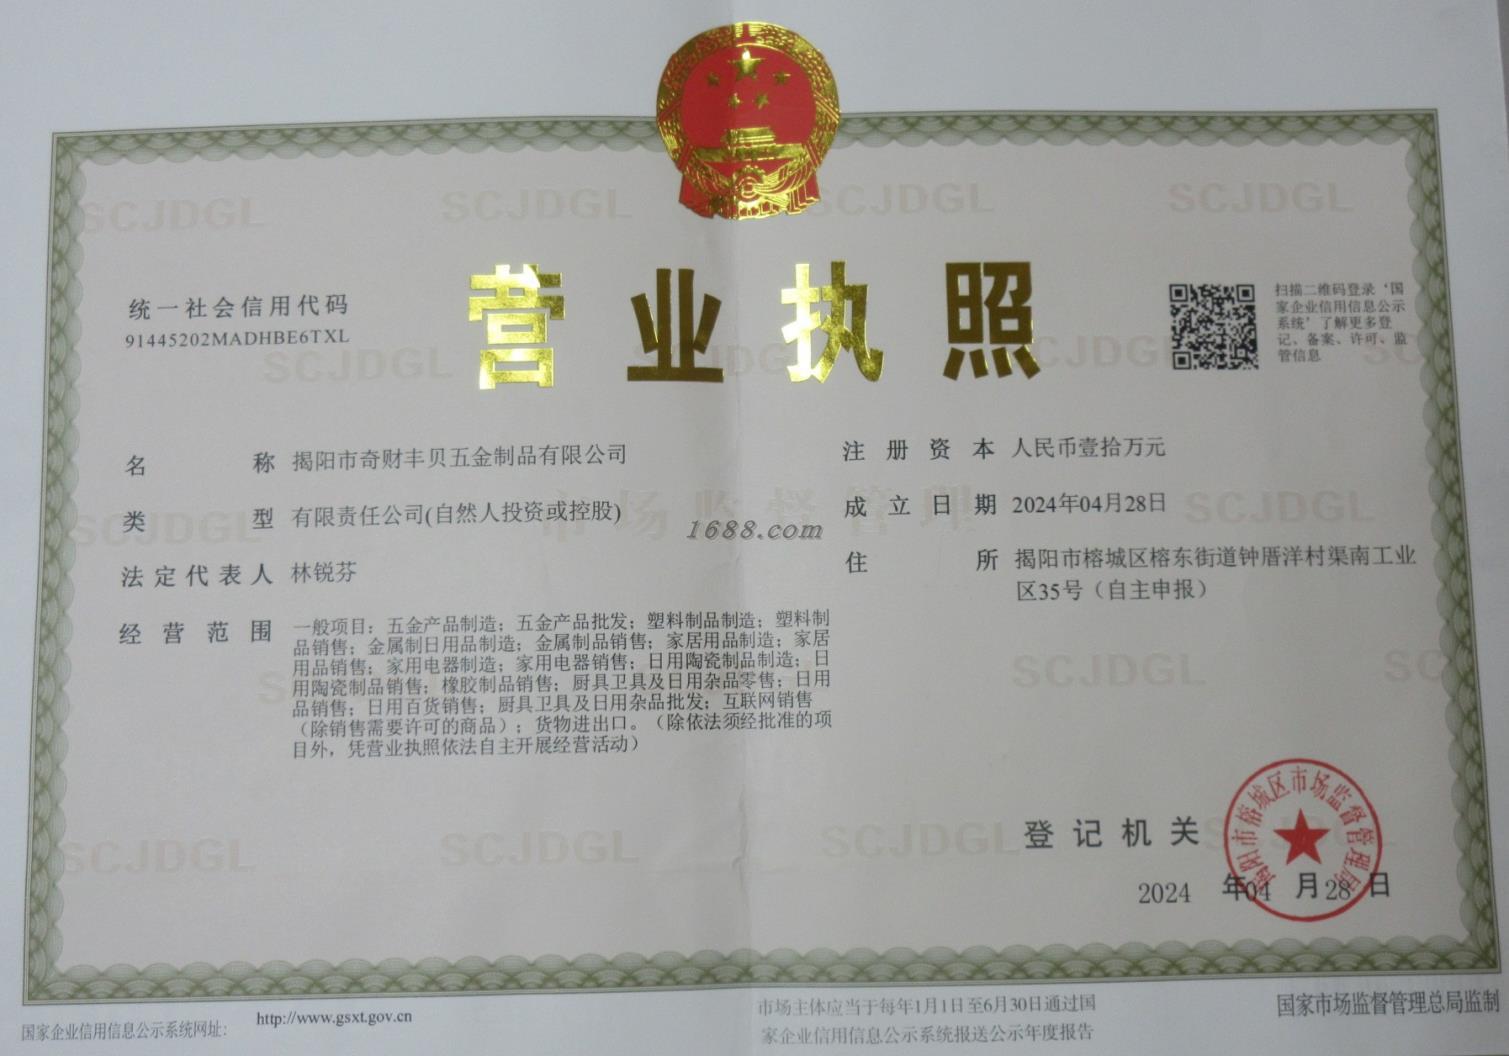 营业执照
统一社会信用代码
91445202MADHBE6TXL
扫描二维码登录‘国
家企业信用信息公示
系统’了解更多登
记、备案、许可、监
管信息
名称 揭阳市奇财丰贝五金制品有限公司
类型 有限责任公司(自然人投资或控股)
法定代表人 林锐芬
经营范围 一般项目：五金产品制造；五金产品批发；塑料制品制造；塑料制
品销售；金属制日用品制造；金属制品销售；家居用品制造；家居
用品销售；家用电器制造；家用电器销售；日用陶瓷制品制造；日
用陶瓷制品销售；橡胶制品销售；厨具卫具及日用杂品零售；日用
品销售；日用百货销售；厨具卫具及日用杂品批发；互联网销售
（除销售需要许可的商品）；货物进出口。（除依法须经批准的项
目外，凭营业执照依法自主开展经营活动）
注册资本 人民币壹拾万元
成立日期 2024年04月28日
住所 揭阳市榕城区榕东街道钟厝洋村渠南工业
区35号（自主申报）
市场监督管理
1688.com
SCJDGL
登记机关
揭阳市榕城区市场监督管理局
2024 年04 月28 日
国家企业信用信息公示系统网址：
http://www.gsxt.gov.cn
市场主体应当于每年1月1日至6月30日通过国
家企业信用信息公示系统报送公示年度报告
国家市场监督管理总局监制